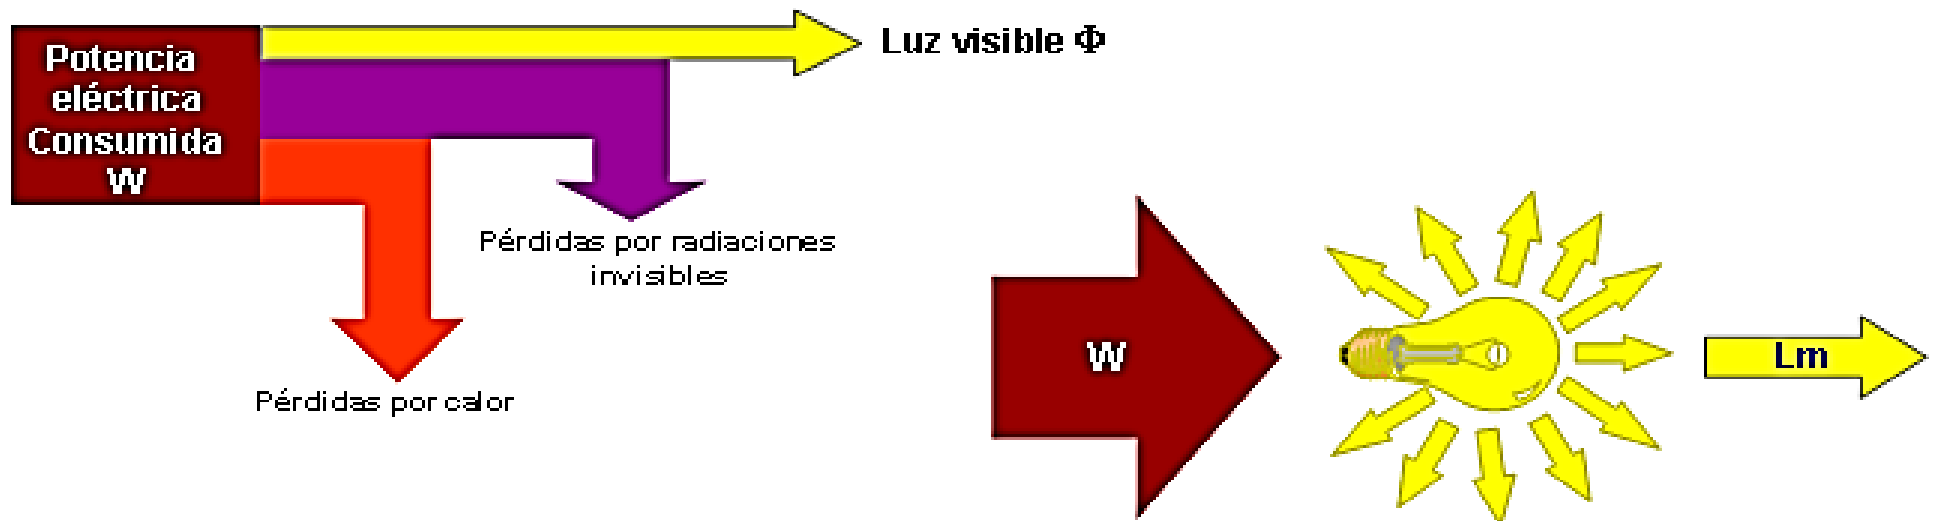 Potencia
eléctrica
Consumida
W
Luz visible Φ
Pérdidas por radiaciones
invisibles
Pérdidas por calor
W
Lm